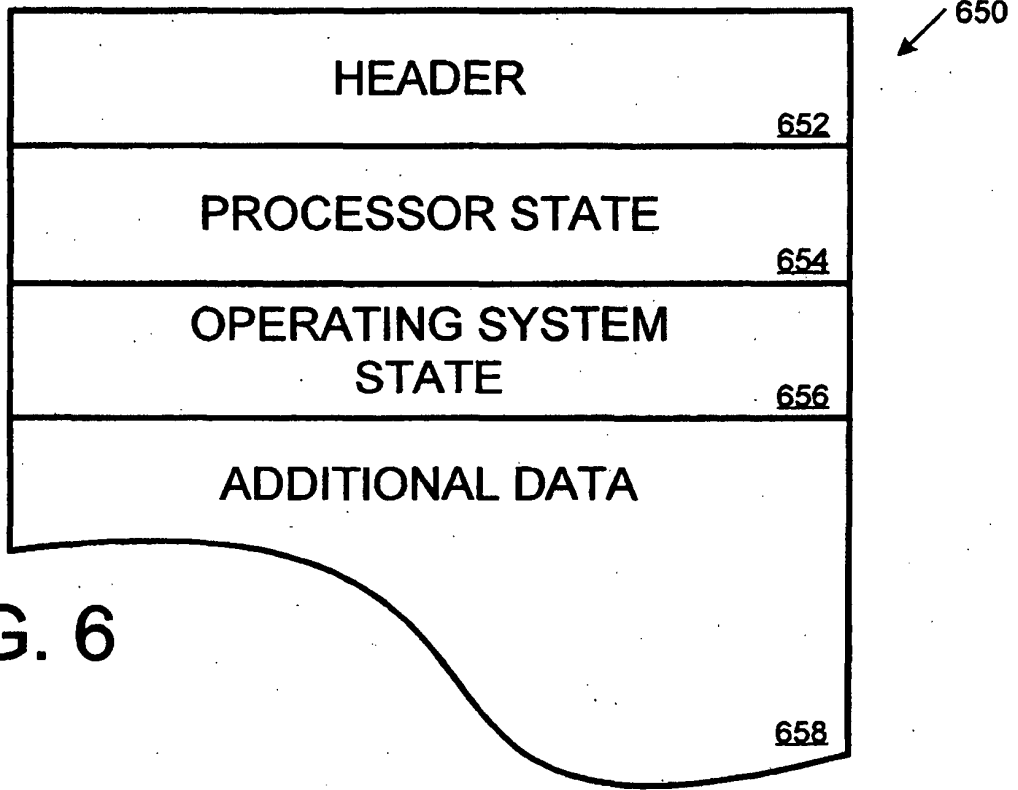 650
HEADER
652
PROCESSOR STATE
654
OPERATING SYSTEM
STATE
656
ADDITIONAL DATA
658
G. 6